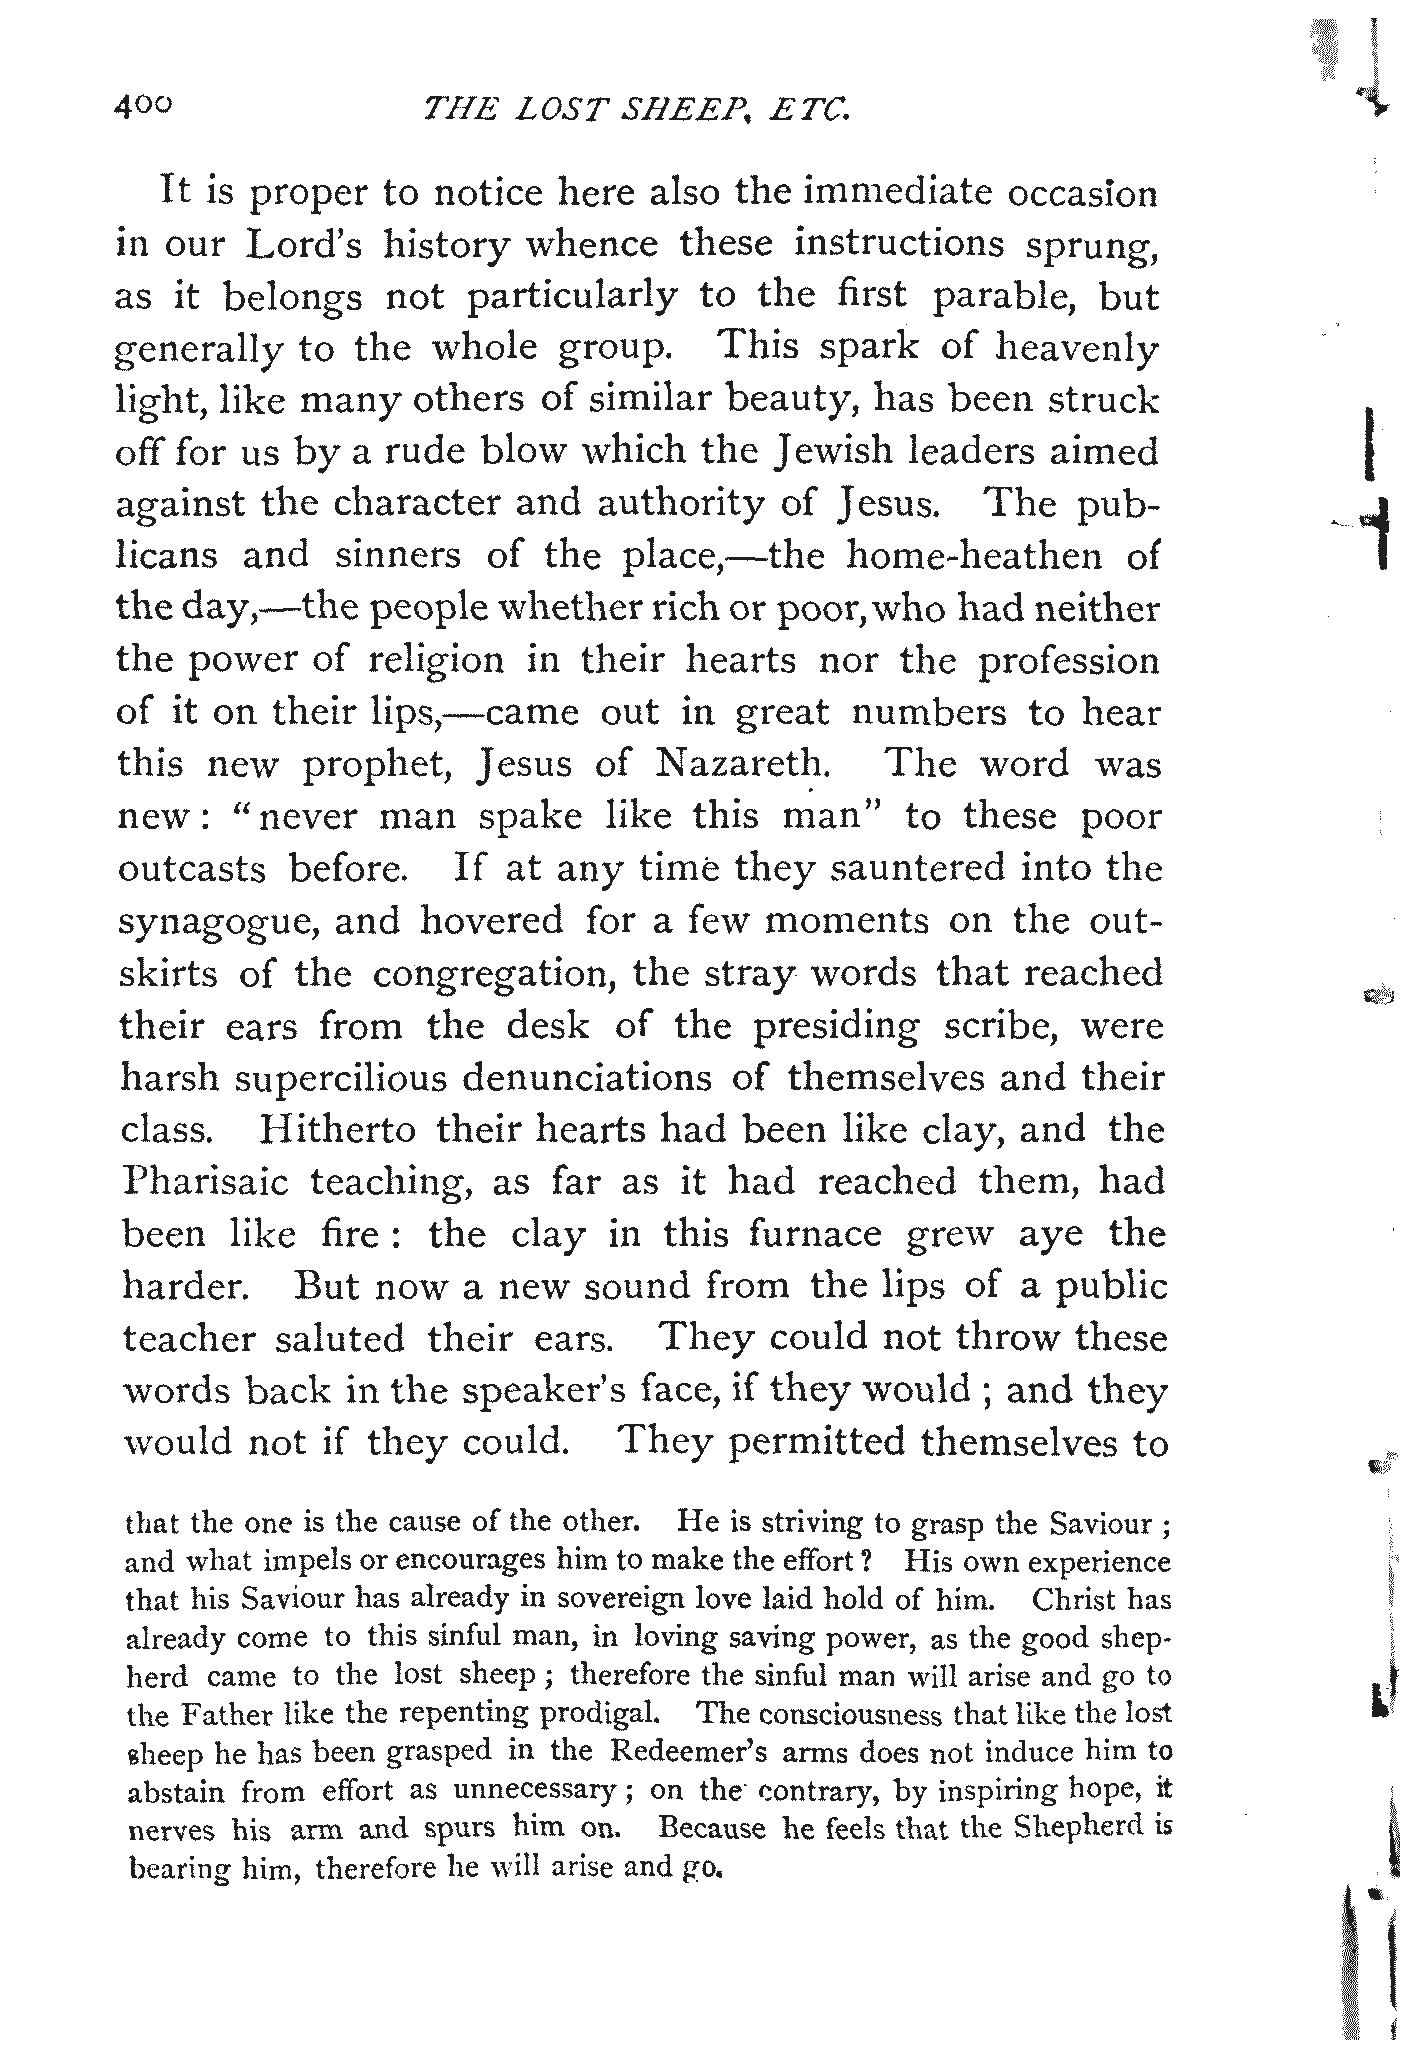 400 THE LOST SHEEP, ETC.
It is proper to notice here also the immediate occasion
in our Lord's history whence these instructions sprung,
as it belongs not particularly to the first parable, but
generally to the whole group. This spark of heavenly
light, like many others of similar beauty, has been struck
off for us by a rude blow which the Jewish leaders aimed
against the character and authority of Jesus. The pub-
licans and sinners of the place,—the home-heathen of
the day,—the people whether rich or poor, who had neither
the power of religion in their hearts nor the profession
of it on their lips,—came out in great numbers to hear
this new prophet, Jesus of Nazareth. The word was
new : "never man spake like this man" to these poor
outcasts before. If at any time they sauntered into the
synagogue, and hovered for a few moments on the out-
skirts of the congregation, the stray words that reached
their ears from the desk of the presiding scribe, were
harsh supercilious denunciations of themselves and their
class. Hitherto their hearts had been like clay, and the
Pharisaic teaching, as far as it had reached them, had
been like fire : the clay in this furnace grew aye the
harder. But now a new sound from the lips of a public
teacher saluted their ears. They could not throw these
words back in the speaker's face, if they would ; and they
would not if they could. They permitted themselves to
that the one is the cause of the other. He is striving to grasp the Saviour ;
and what impels or encourages him to make the effort ? His own experience
that his Saviour has already in sovereign love laid hold of him. Christ has
already come to this sinful man, in loving saving power, as the good shep-
herd came to the lost sheep ; therefore the sinful man will arise and go to
the Father like the repenting prodigal. The consciousness that like the lost
sheep he has been grasped in the Redeemer's arms does not induce him to
abstain from effort as unnecessary ; on the contrary, by inspiring hope, it
nerves his arm and spurs him on. Because he feels that the Shepherd is
bearing him, therefore he will arise and go.